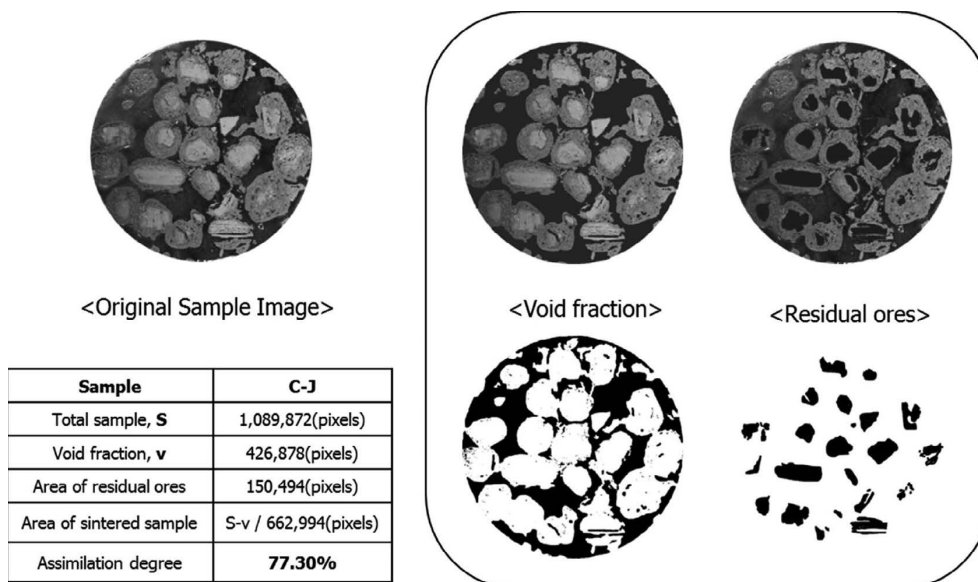 <Original Sample Image>
<Void fraction>
<Residual ores>
Sample C-J
Total sample, S 1,089,872(pixels)
Void fraction, v 426,878(pixels)
Area of residual ores 150,494(pixels)
Area of sintered sample S-v / 662,994(pixels)
Assimilation degree 77.30%